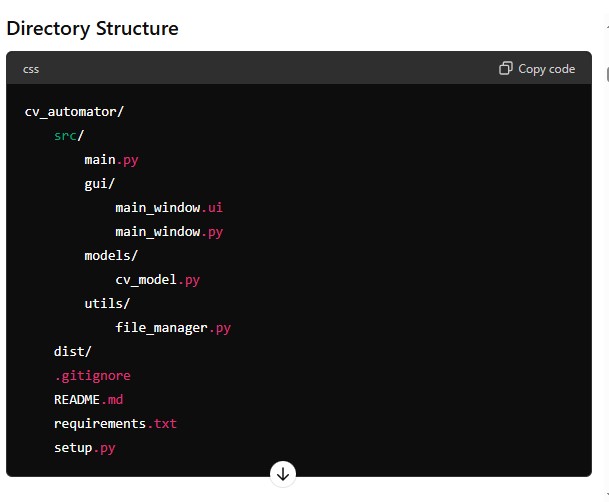 Directory Structure
css Copy code
cv_automator/
    src/
        main.py
        gui/
            main_window.ui
            main_window.py
        models/
            cv_model.py
        utils/
            file_manager.py
    dist/
    .gitignore
    README.md
    requirements.txt
    setup.py